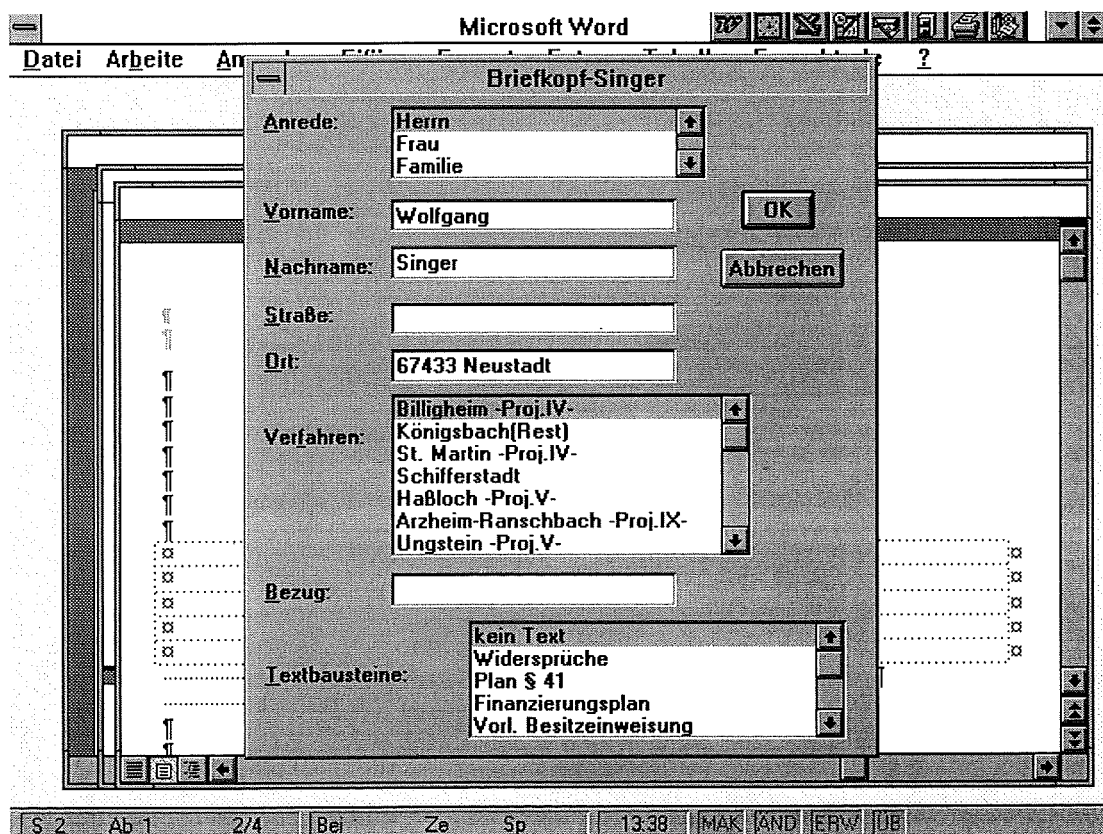 Microsoft Word
Datei Arbeite An ?
Briefkopf-Singer
Anrede:
Herrn
Frau
Familie
Vorname: Wolfgang
OK
Nachname: Singer
Abbrechen
Straße:
Ort: 67433 Neustadt
Verfahren:
Billigheim -Proj.IV-
Königsbach(Rest)
St. Martin -Proj.IV-
Schifferstadt
Haßloch -Proj.V-
Arzheim-Ranschbach -Proj.IX-
Ungstein -Proj.V-
Bezug:
Textbausteine:
kein Text
Widersprüche
Plan § 41
Finanzierungsplan
Vorl. Besitzeinweisung
S 2 Ab 1 2/4 Bei Ze Sp 13:38 MAK ÄND ERW ÜB